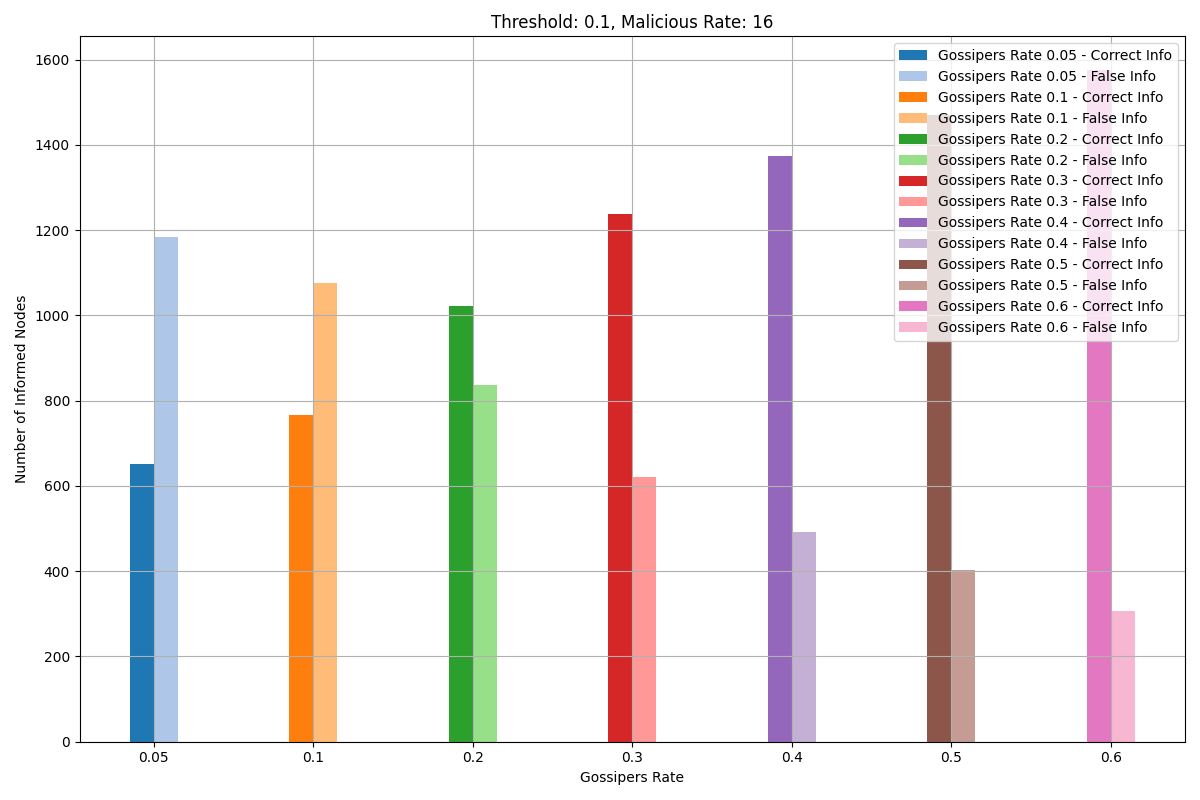 Threshold: 0.1, Malicious Rate: 16
Gossipers Rate 0.05 - Correct Info
Gossipers Rate 0.05 - False Info
Gossipers Rate 0.1 - Correct Info
Gossipers Rate 0.1 - False Info
Gossipers Rate 0.2 - Correct Info
Gossipers Rate 0.2 - False Info
Gossipers Rate 0.3 - Correct Info
Gossipers Rate 0.3 - False Info
Gossipers Rate 0.4 - Correct Info
Gossipers Rate 0.4 - False Info
Gossipers Rate 0.5 - Correct Info
Gossipers Rate 0.5 - False Info
Gossipers Rate 0.6 - Correct Info
Gossipers Rate 0.6 - False Info
Number of Informed Nodes
1600
1400
1200
1000
800
600
400
200
0
0.05 0.1 0.2 0.3 0.4 0.5 0.6
Gossipers Rate